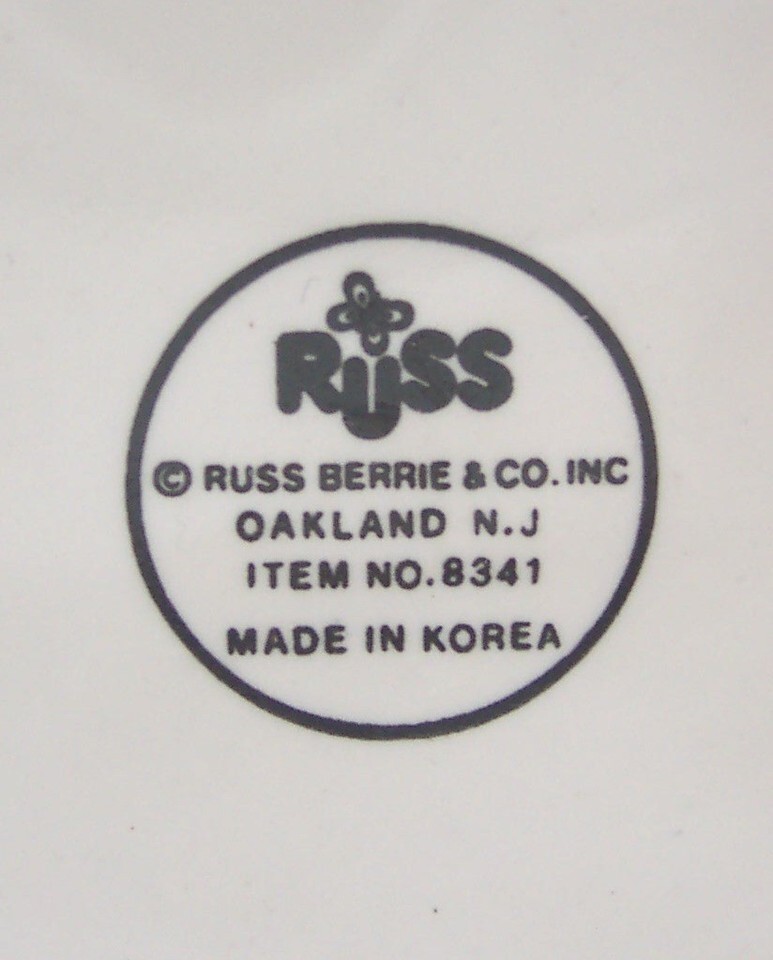 RUSS
© RUSS BERRIE & CO. INC
OAKLAND N.J
ITEM NO. 8341
MADE IN KOREA